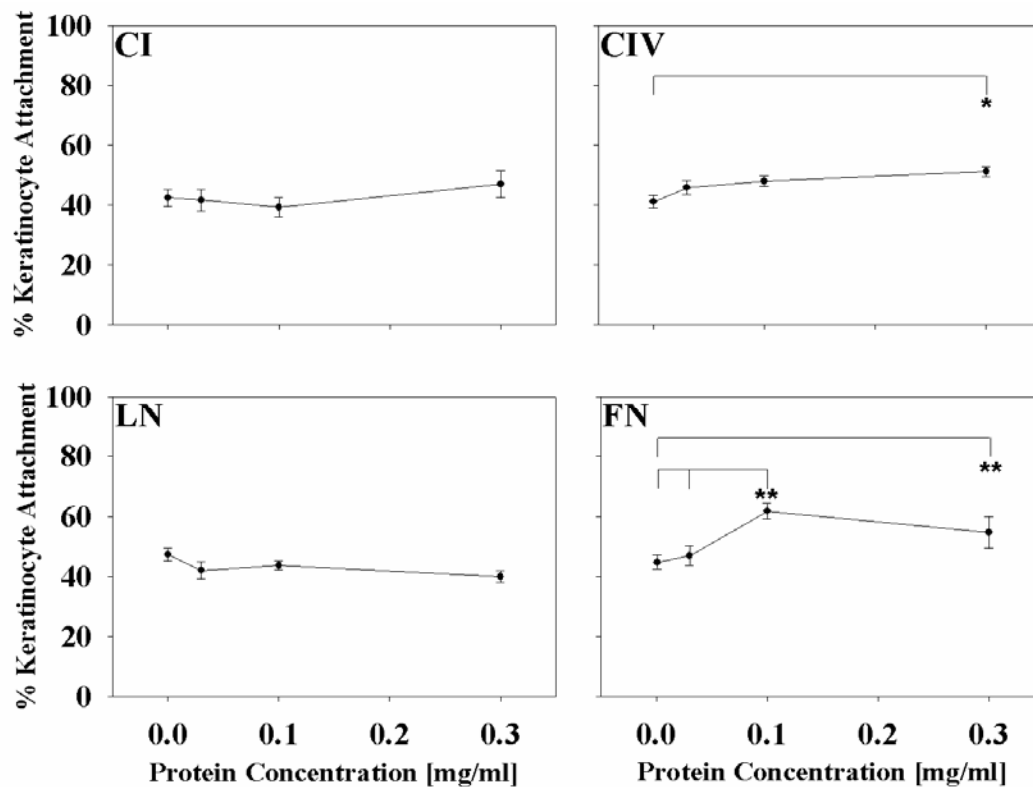 % Keratinocyte Attachment
100
80
60
40
20
0
CI
CIV
*
% Keratinocyte Attachment
100
80
60
40
20
0
LN
FN
**
**
0.0 0.1 0.2 0.3
0.0 0.1 0.2 0.3
Protein Concentration [mg/ml]
Protein Concentration [mg/ml]